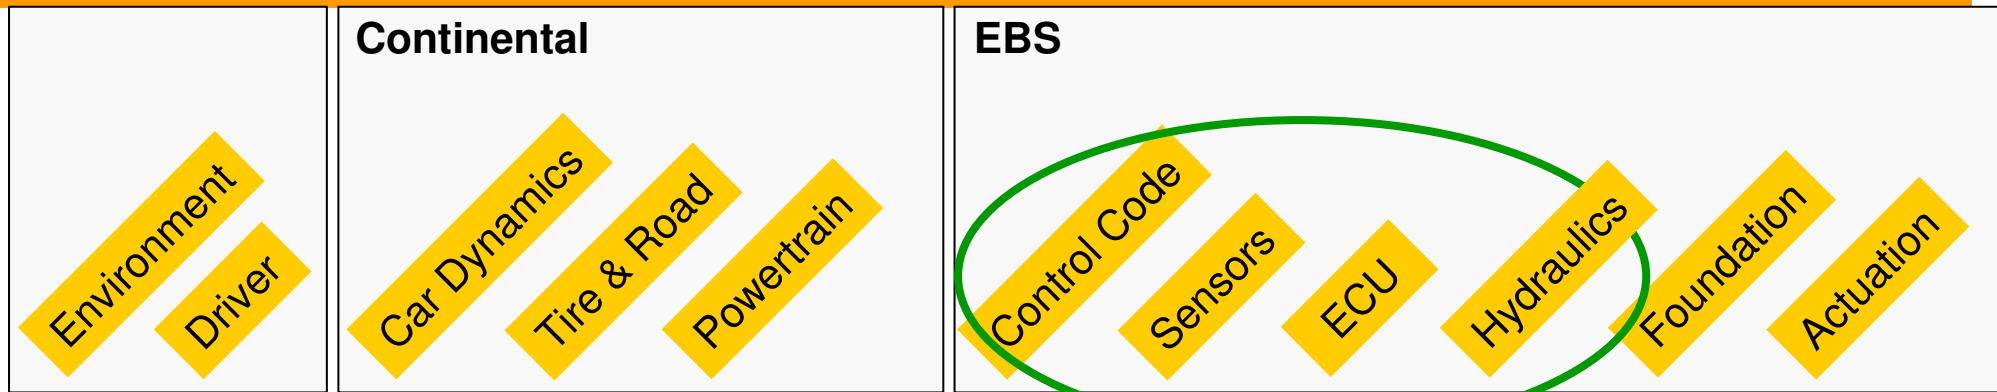 Continental
EBS
Environment
Driver
Car Dynamics
Tire & Road
Powertrain
Control Code
Sensors
ECU
Hydraulics
Foundation
Actuation